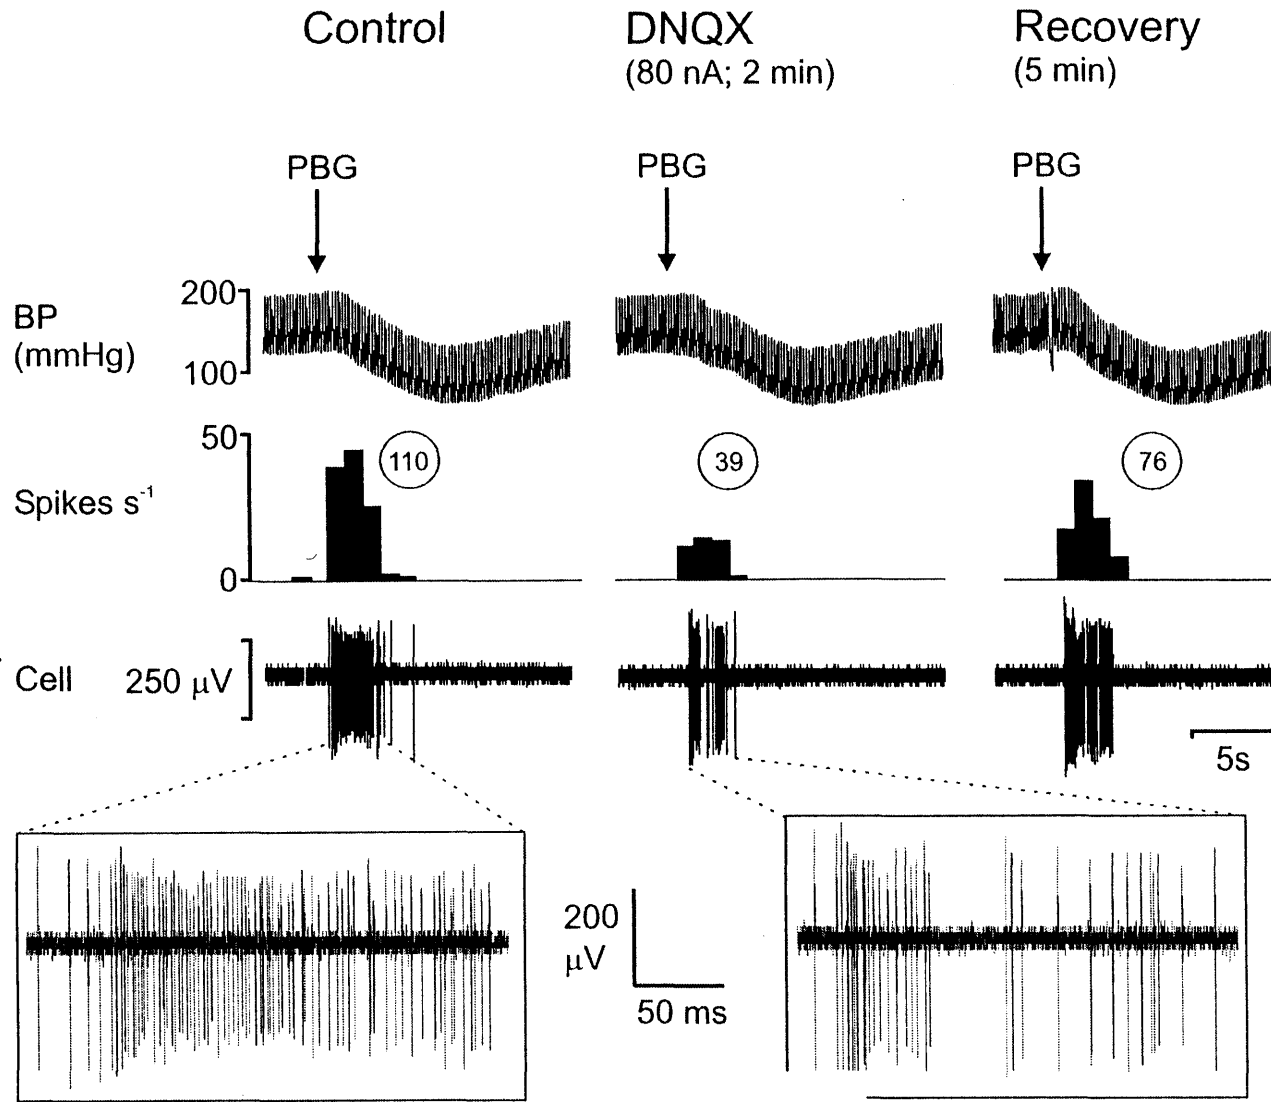 Control DNQX Recovery
(80 nA; 2 min) (5 min)
PBG PBG PBG
BP
(mmHg)
200
100
50
110 39 76
Spikes s⁻¹
0
Cell 250 µV
5s
200
µV
50 ms